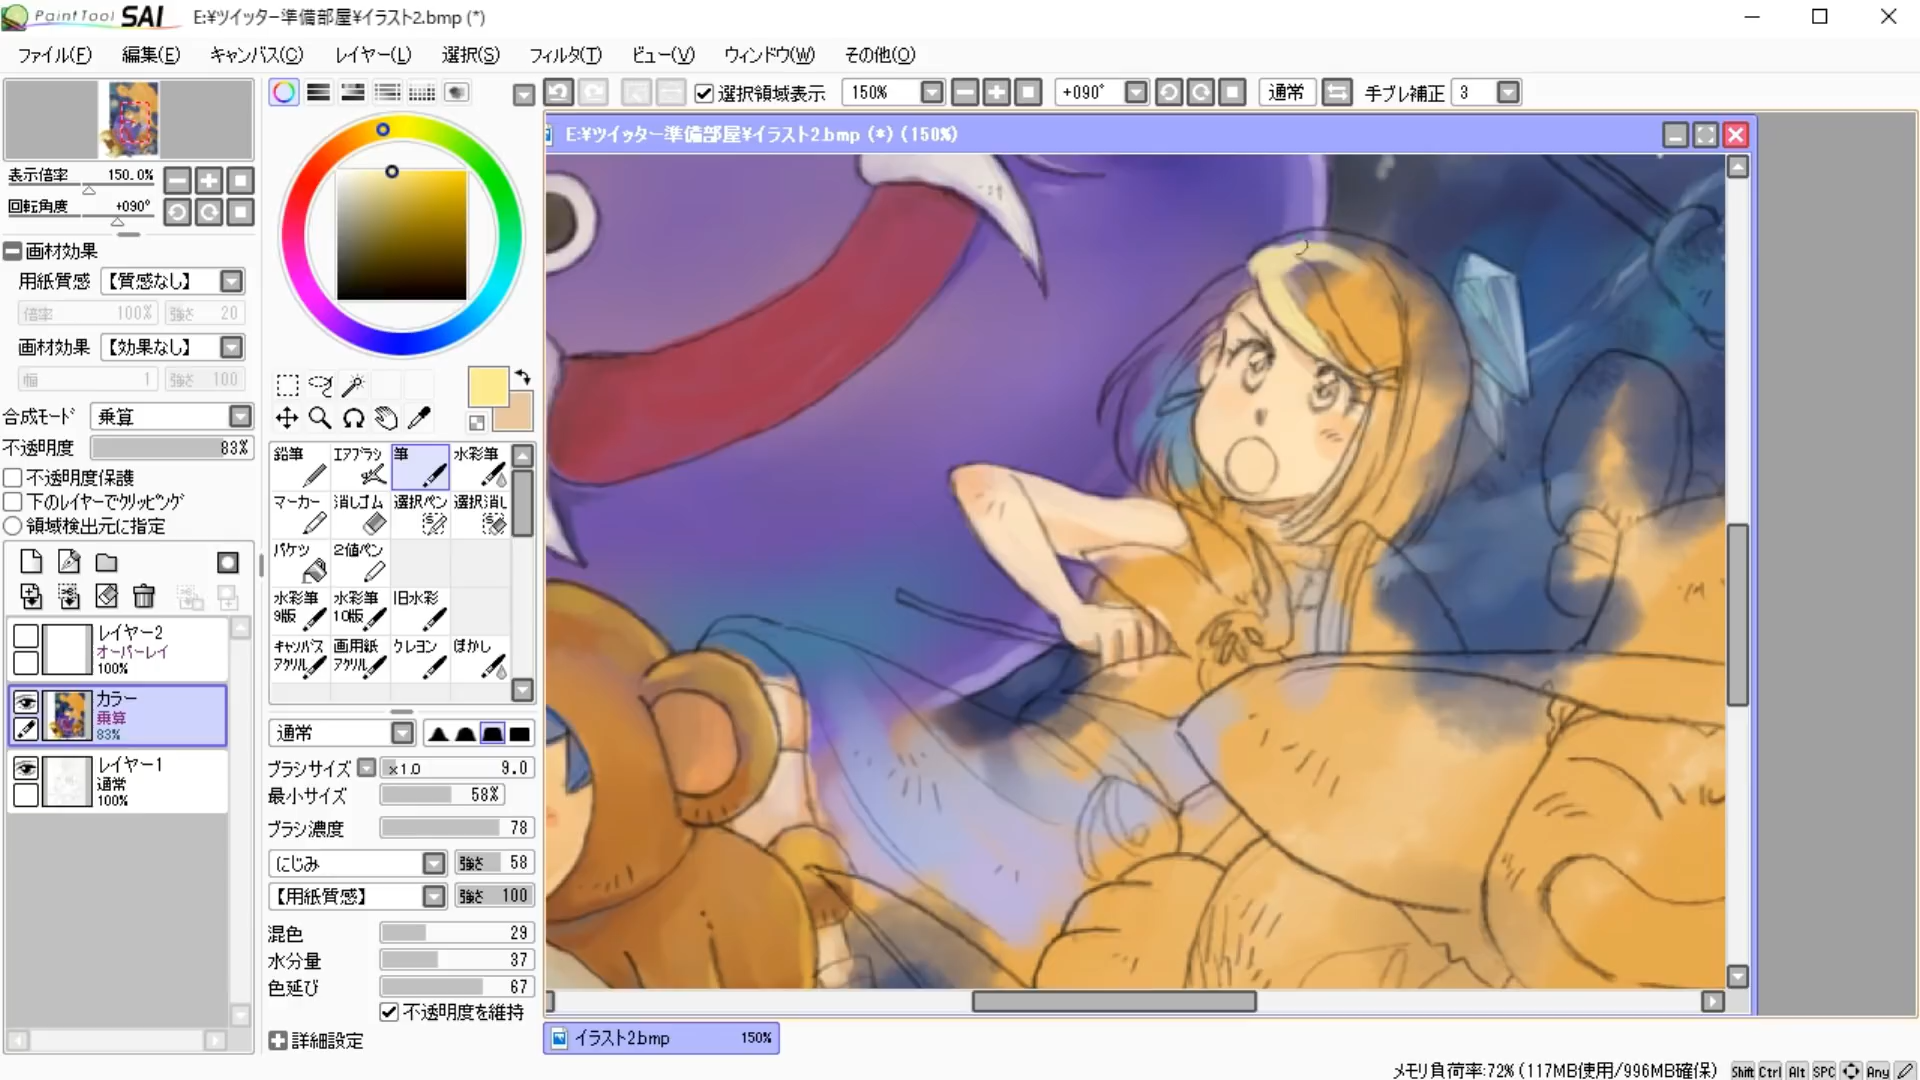 PaintTool SAI E:¥ツイッター準備部屋¥イラスト2.bmp (*)
ファイル(F) 編集(E) キャンバス(C) レイヤー(L) 選択(S) フィルタ(T) ビュー(V) ウィンドウ(W) その他(O)
選択領域表示 150% +090° 通常 手ブレ補正 3
E:¥ツイッター準備部屋¥イラスト2.bmp (*) (150%)
表示倍率 150.0%
回転角度 +090°
画材効果
用紙質感 【質感なし】
倍率 100% 強さ 20
画材効果 【効果なし】
幅 1 強さ 100
合成モード 乗算
不透明度 83%
不透明度保護
下のレイヤーでクリッピング
領域検出元に指定
レイヤー2
オーバーレイ
100%
カラー
乗算
83%
レイヤー1
通常
100%
鉛筆 エアブラシ 筆 水彩筆
マーカー 消しゴム 選択ペン 選択消し
バケツ 2値ペン
水彩筆 9版 水彩筆 10版 旧水彩
キャンバス アクリル 画用紙 アクリル クレヨン ぼかし
通常
ブラシサイズ x1.0 9.0
最小サイズ 58%
ブラシ濃度 78
にじみ 強さ 58
【用紙質感】 強さ 100
混色 29
水分量 37
色延び 67
不透明度を維持
詳細設定
イラスト2.bmp 150%
メモリ負荷率:72% (117MB使用/996MB確保) Shift Ctrl Alt SPC Any